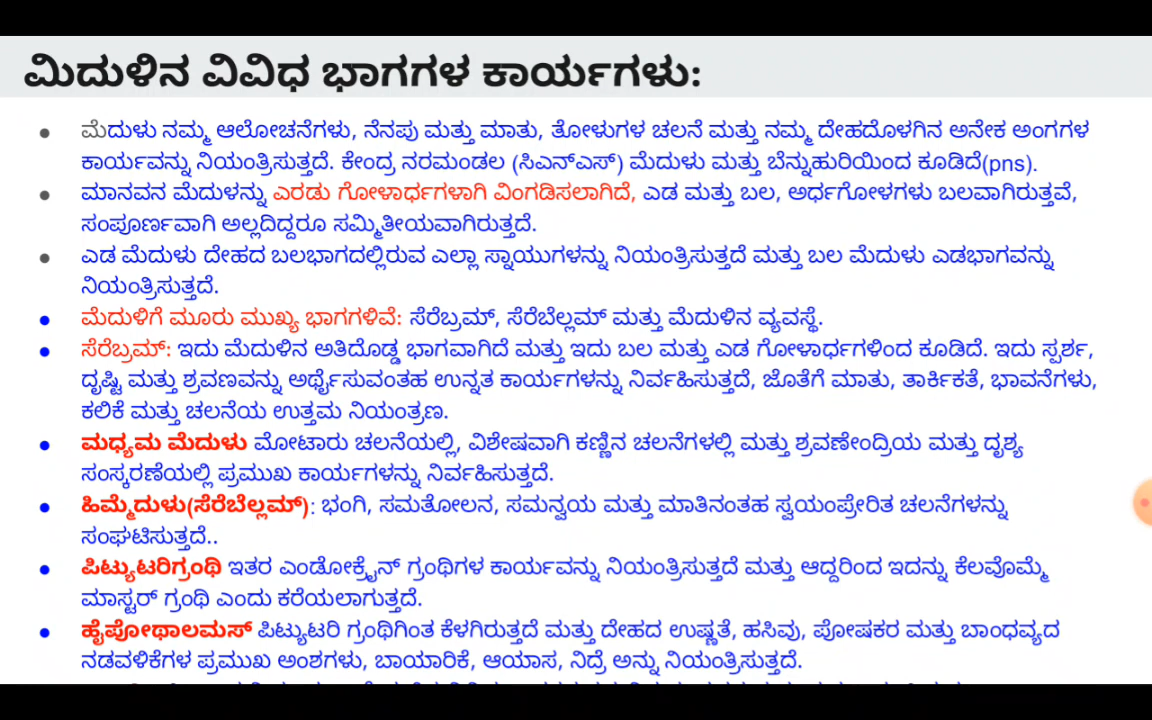 ಮಿದುಳಿನ ವಿವಿಧ ಭಾಗಗಳ ಕಾರ್ಯಗಳು:
ಮೆದುಳು ನಮ್ಮ ಆಲೋಚನೆಗಳು, ನೆನಪು ಮತ್ತು ಮಾತು, ತೋಳುಗಳ ಚಲನೆ ಮತ್ತು ನಮ್ಮ ದೇಹದೊಳಗಿನ ಅನೇಕ ಅಂಗಗಳ
ಕಾರ್ಯವನ್ನು ನಿಯಂತ್ರಿಸುತ್ತದೆ. ಕೇಂದ್ರ ನರಮಂಡಲ (ಸಿಎನ್ಎಸ್) ಮೆದುಳು ಮತ್ತು ಬೆನ್ನುಹುರಿಯಿಂದ ಕೂಡಿದೆ(pns).
ಮಾನವನ ಮೆದುಳನ್ನು ಎರಡು ಗೋಳಾರ್ಧಗಳಾಗಿ ವಿಂಗಡಿಸಲಾಗಿದೆ, ಎಡ ಮತ್ತು ಬಲ, ಅರ್ಧಗೋಳಗಳು ಬಲವಾಗಿರುತ್ತವೆ,
ಸಂಪೂರ್ಣವಾಗಿ ಅಲ್ಲದಿದ್ದರೂ ಸಮ್ಮಿತೀಯವಾಗಿರುತ್ತದೆ.
ಎಡ ಮೆದುಳು ದೇಹದ ಬಲಭಾಗದಲ್ಲಿರುವ ಎಲ್ಲಾ ಸ್ನಾಯುಗಳನ್ನು ನಿಯಂತ್ರಿಸುತ್ತದೆ ಮತ್ತು ಬಲ ಮೆದುಳು ಎಡಭಾಗವನ್ನು
ನಿಯಂತ್ರಿಸುತ್ತದೆ.
ಮೆದುಳಿಗೆ ಮೂರು ಮುಖ್ಯ ಭಾಗಗಳಿವೆ: ಸೆರೆಬ್ರಮ್, ಸೆರೆಬೆಲ್ಲಮ್ ಮತ್ತು ಮೆದುಳಿನ ವ್ಯವಸ್ಥೆ.
ಸೆರೆಬ್ರಮ್: ಇದು ಮೆದುಳಿನ ಅತಿದೊಡ್ಡ ಭಾಗವಾಗಿದೆ ಮತ್ತು ಇದು ಬಲ ಮತ್ತು ಎಡ ಗೋಳಾರ್ಧಗಳಿಂದ ಕೂಡಿದೆ. ಇದು ಸ್ಪರ್ಶ,
ದೃಷ್ಟಿ ಮತ್ತು ಶ್ರವಣವನ್ನು ಅರ್ಥೈಸುವಂತಹ ಉನ್ನತ ಕಾರ್ಯಗಳನ್ನು ನಿರ್ವಹಿಸುತ್ತದೆ, ಜೊತೆಗೆ ಮಾತು, ತಾರ್ಕಿಕತೆ, ಭಾವನೆಗಳು,
ಕಲಿಕೆ ಮತ್ತು ಚಲನೆಯ ಉತ್ತಮ ನಿಯಂತ್ರಣ.
ಮಧ್ಯಮ ಮೆದುಳು ಮೋಟಾರು ಚಲನೆಯಲ್ಲಿ, ವಿಶೇಷವಾಗಿ ಕಣ್ಣಿನ ಚಲನೆಗಳಲ್ಲಿ ಮತ್ತು ಶ್ರವಣೇಂದ್ರಿಯ ಮತ್ತು ದೃಶ್ಯ
ಸಂಸ್ಕರಣೆಯಲ್ಲಿ ಪ್ರಮುಖ ಕಾರ್ಯಗಳನ್ನು ನಿರ್ವಹಿಸುತ್ತದೆ.
ಹಿಮ್ಮೆದುಳು(ಸೆರೆಬೆಲ್ಲಮ್): ಭಂಗಿ, ಸಮತೋಲನ, ಸಮನ್ವಯ ಮತ್ತು ಮಾತಿನಂತಹ ಸ್ವಯಂಪ್ರೇರಿತ ಚಲನೆಗಳನ್ನು
ಸಂಘಟಿಸುತ್ತದೆ..
ಪಿಟ್ಯುಟರಿಗ್ರಂಥಿ ಇತರ ಎಂಡೋಕ್ರೈನ್ ಗ್ರಂಥಿಗಳ ಕಾರ್ಯವನ್ನು ನಿಯಂತ್ರಿಸುತ್ತದೆ ಮತ್ತು ಆದ್ದರಿಂದ ಇದನ್ನು ಕೆಲವೊಮ್ಮೆ
ಮಾಸ್ಟರ್ ಗ್ರಂಥಿ ಎಂದು ಕರೆಯಲಾಗುತ್ತದೆ.
ಹೈಪೋಥಾಲಮಸ್ ಪಿಟ್ಯುಟರಿ ಗ್ರಂಥಿಗಿಂತ ಕೆಳಗಿರುತ್ತದೆ ಮತ್ತು ದೇಹದ ಉಷ್ಣತೆ, ಹಸಿವು, ಪೋಷಕರ ಮತ್ತು ಬಾಂಧವ್ಯದ
ನಡವಳಿಕೆಗಳ ಪ್ರಮುಖ ಅಂಶಗಳು, ಬಾಯಾರಿಕೆ, ಆಯಾಸ, ನಿದ್ರೆ ಅನ್ನು ನಿಯಂತ್ರಿಸುತ್ತದೆ.